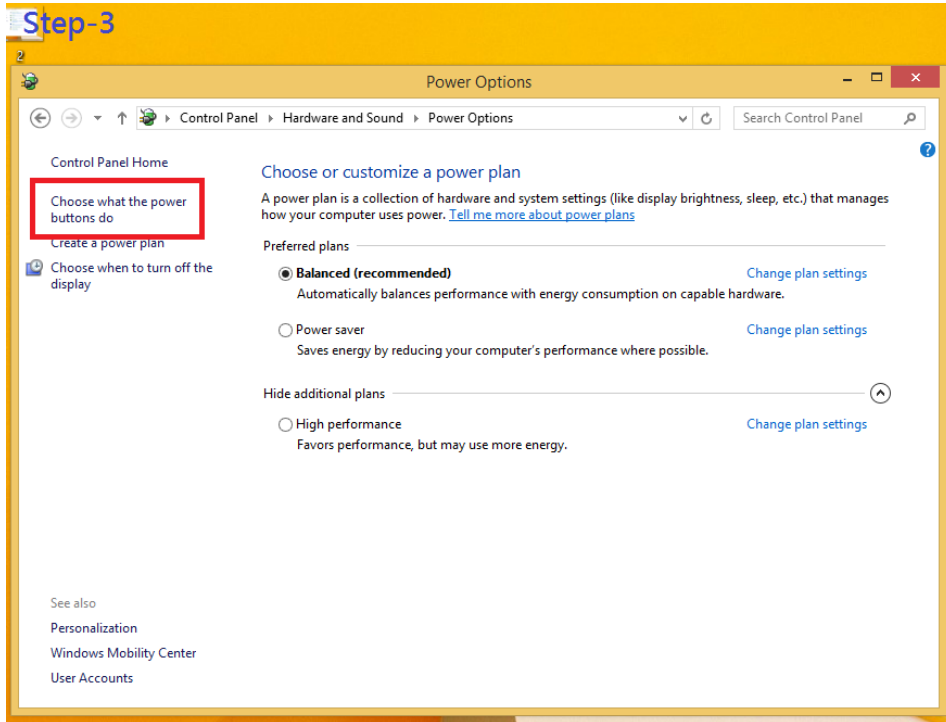 Step-3
2
Power Options
Control Panel Hardware and Sound Power Options
Search Control Panel
Control Panel Home
Choose what the power
buttons do
Create a power plan
Choose when to turn off the
display
Choose or customize a power plan
A power plan is a collection of hardware and system settings (like display brightness, sleep, etc.) that manages
how your computer uses power. Tell me more about power plans
Preferred plans
Balanced (recommended) Change plan settings
Automatically balances performance with energy consumption on capable hardware.
Power saver Change plan settings
Saves energy by reducing your computer's performance where possible.
Hide additional plans
High performance Change plan settings
Favors performance, but may use more energy.
See also
Personalization
Windows Mobility Center
User Accounts